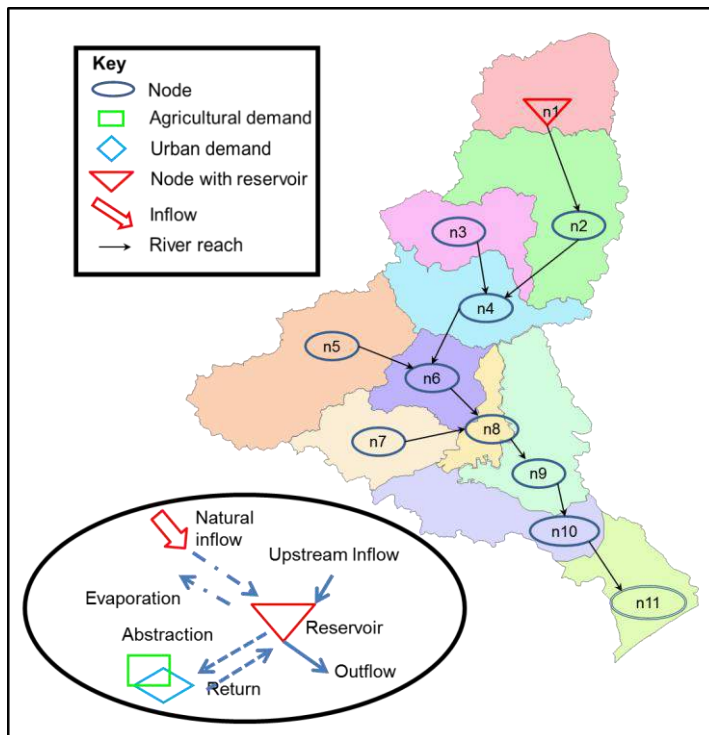 Key
Node
Agricultural demand
Urban demand
Node with reservoir
Inflow
River reach
n1
n2
n3
n4
n5
n6
n7
n8
n9
n10
n11
Natural
inflow
Upstream Inflow
Evaporation
Reservoir
Abstraction
Outflow
Return